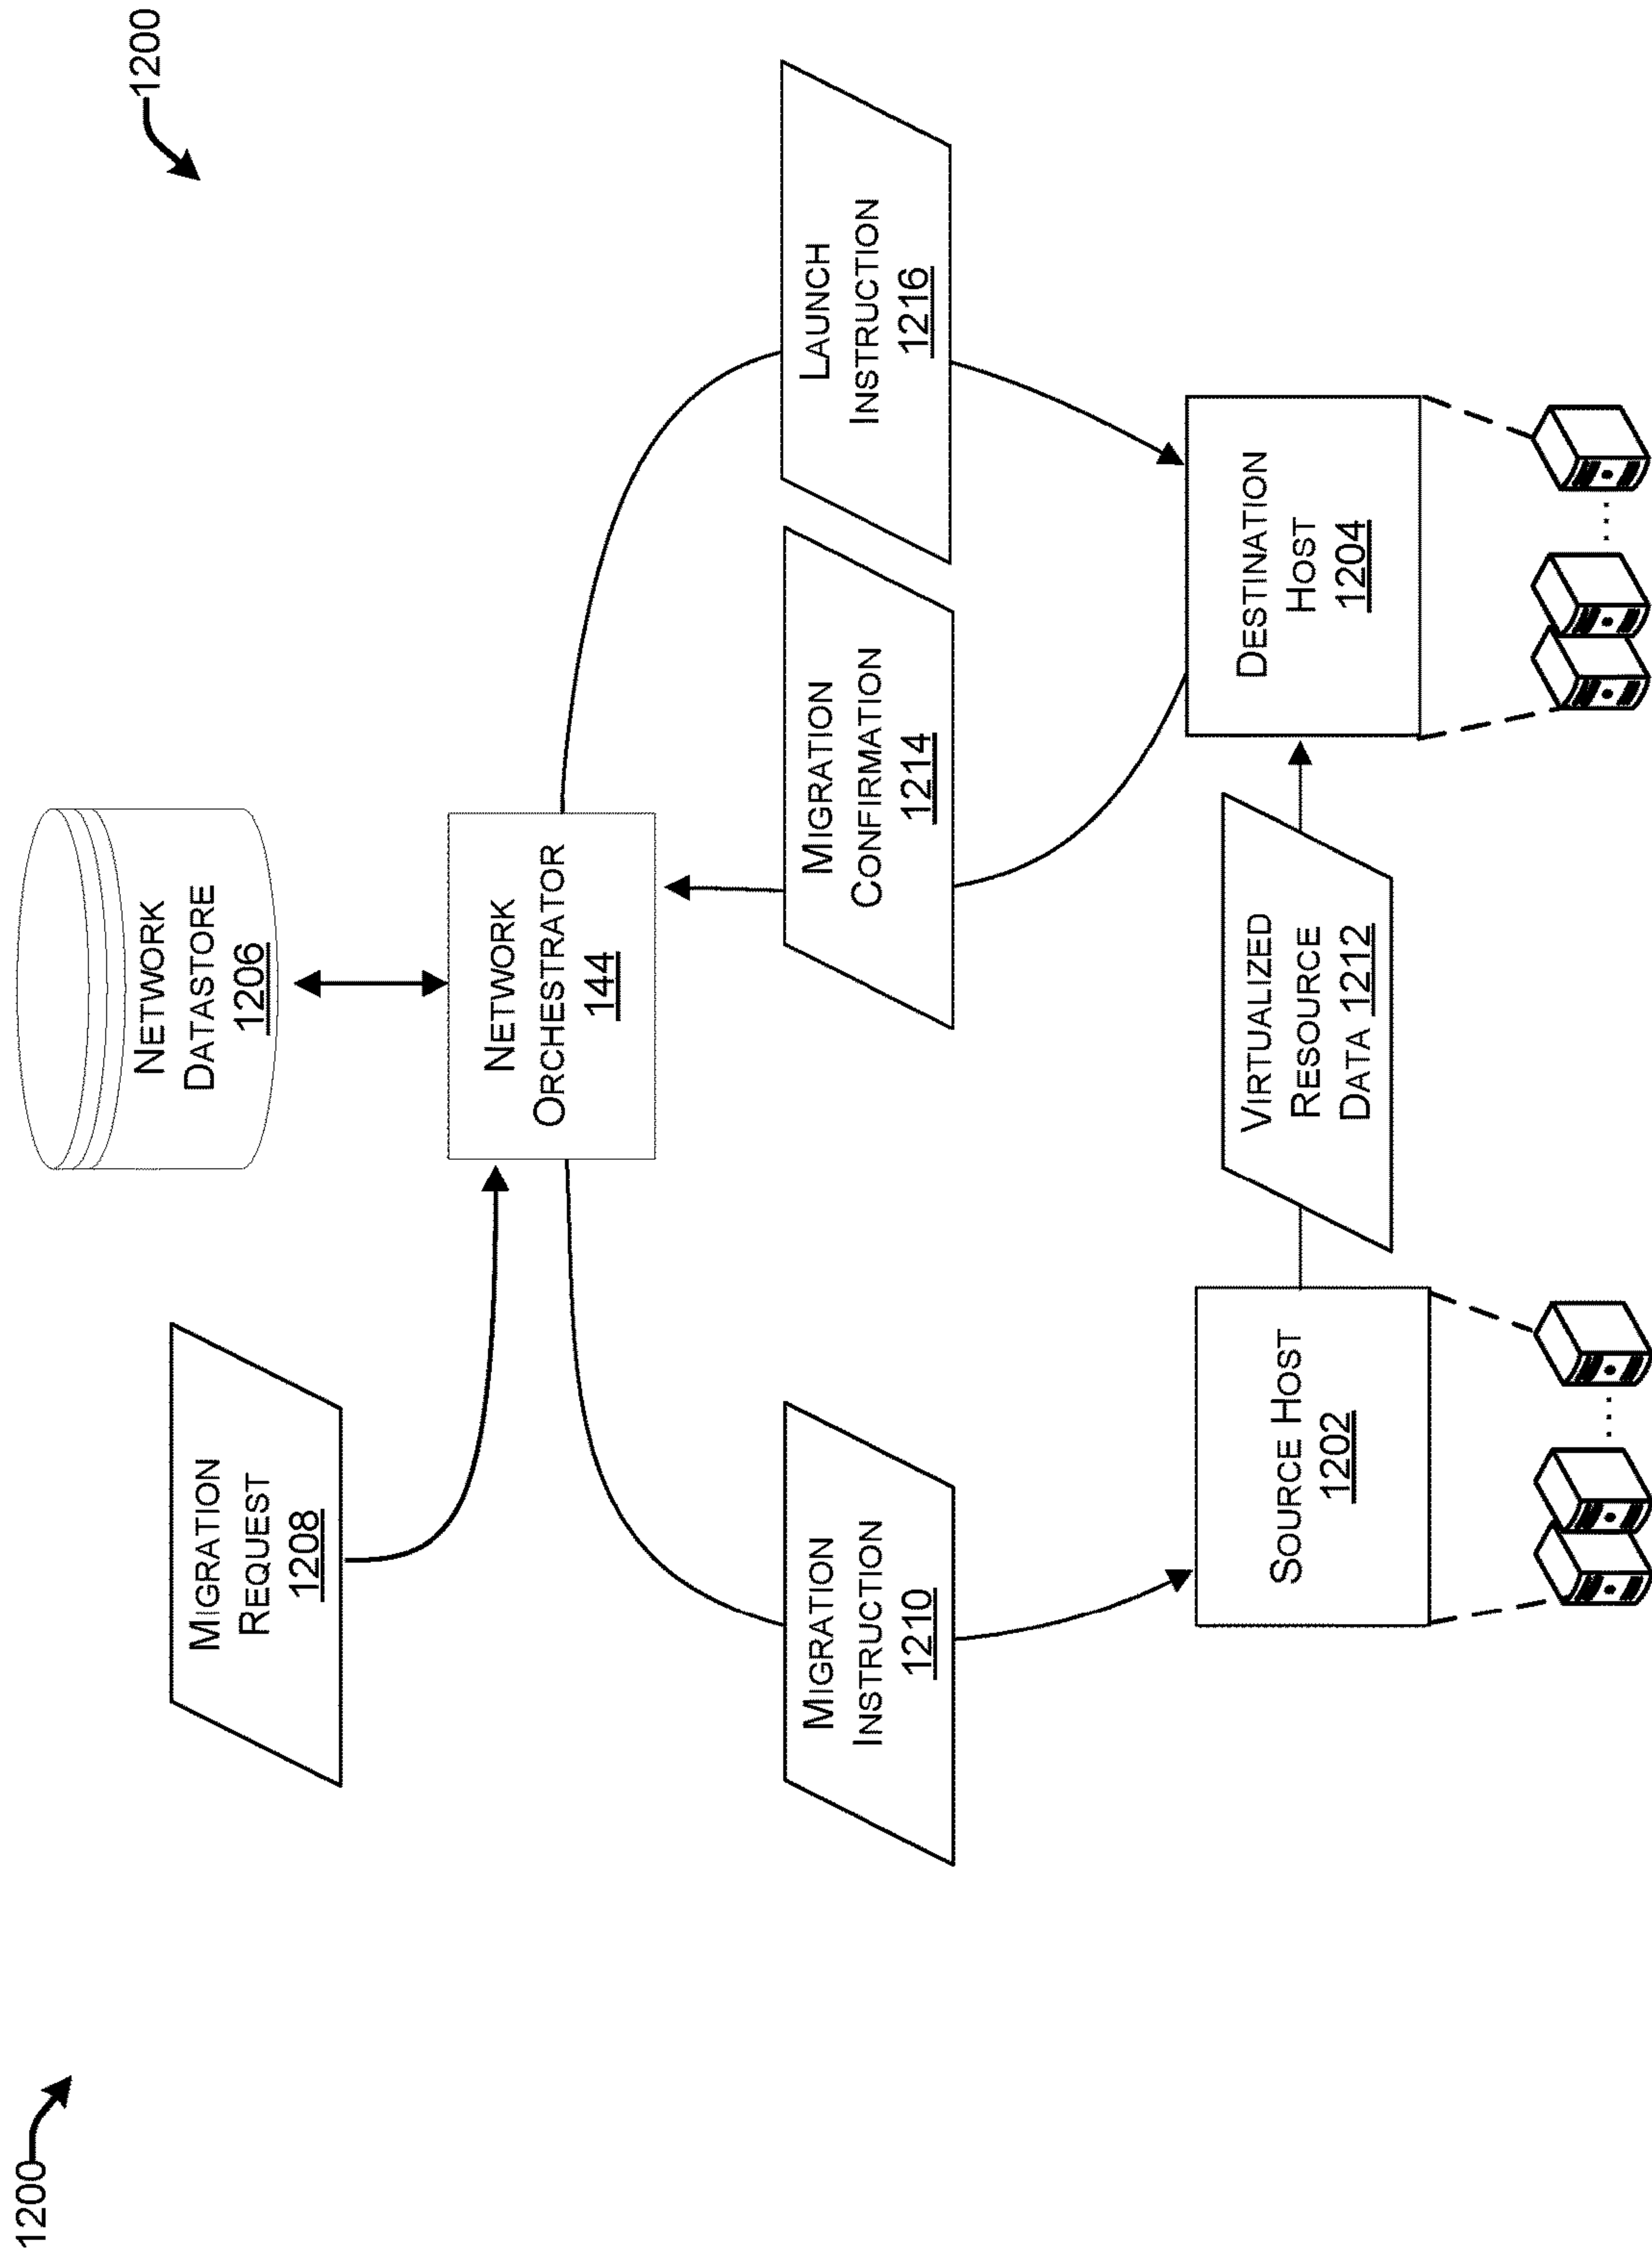 1200
1200
NETWORK
DATASTORE
1206
MIGRATION
REQUEST
1208
NETWORK
ORCHESTRATOR
144
MIGRATION
INSTRUCTION
1210
MIGRATION
CONFIRMATION
1214
LAUNCH
INSTRUCTION
1216
SOURCE HOST
1202
VIRTUALIZED
RESOURCE
DATA 1212
DESTINATION
HOST
1204